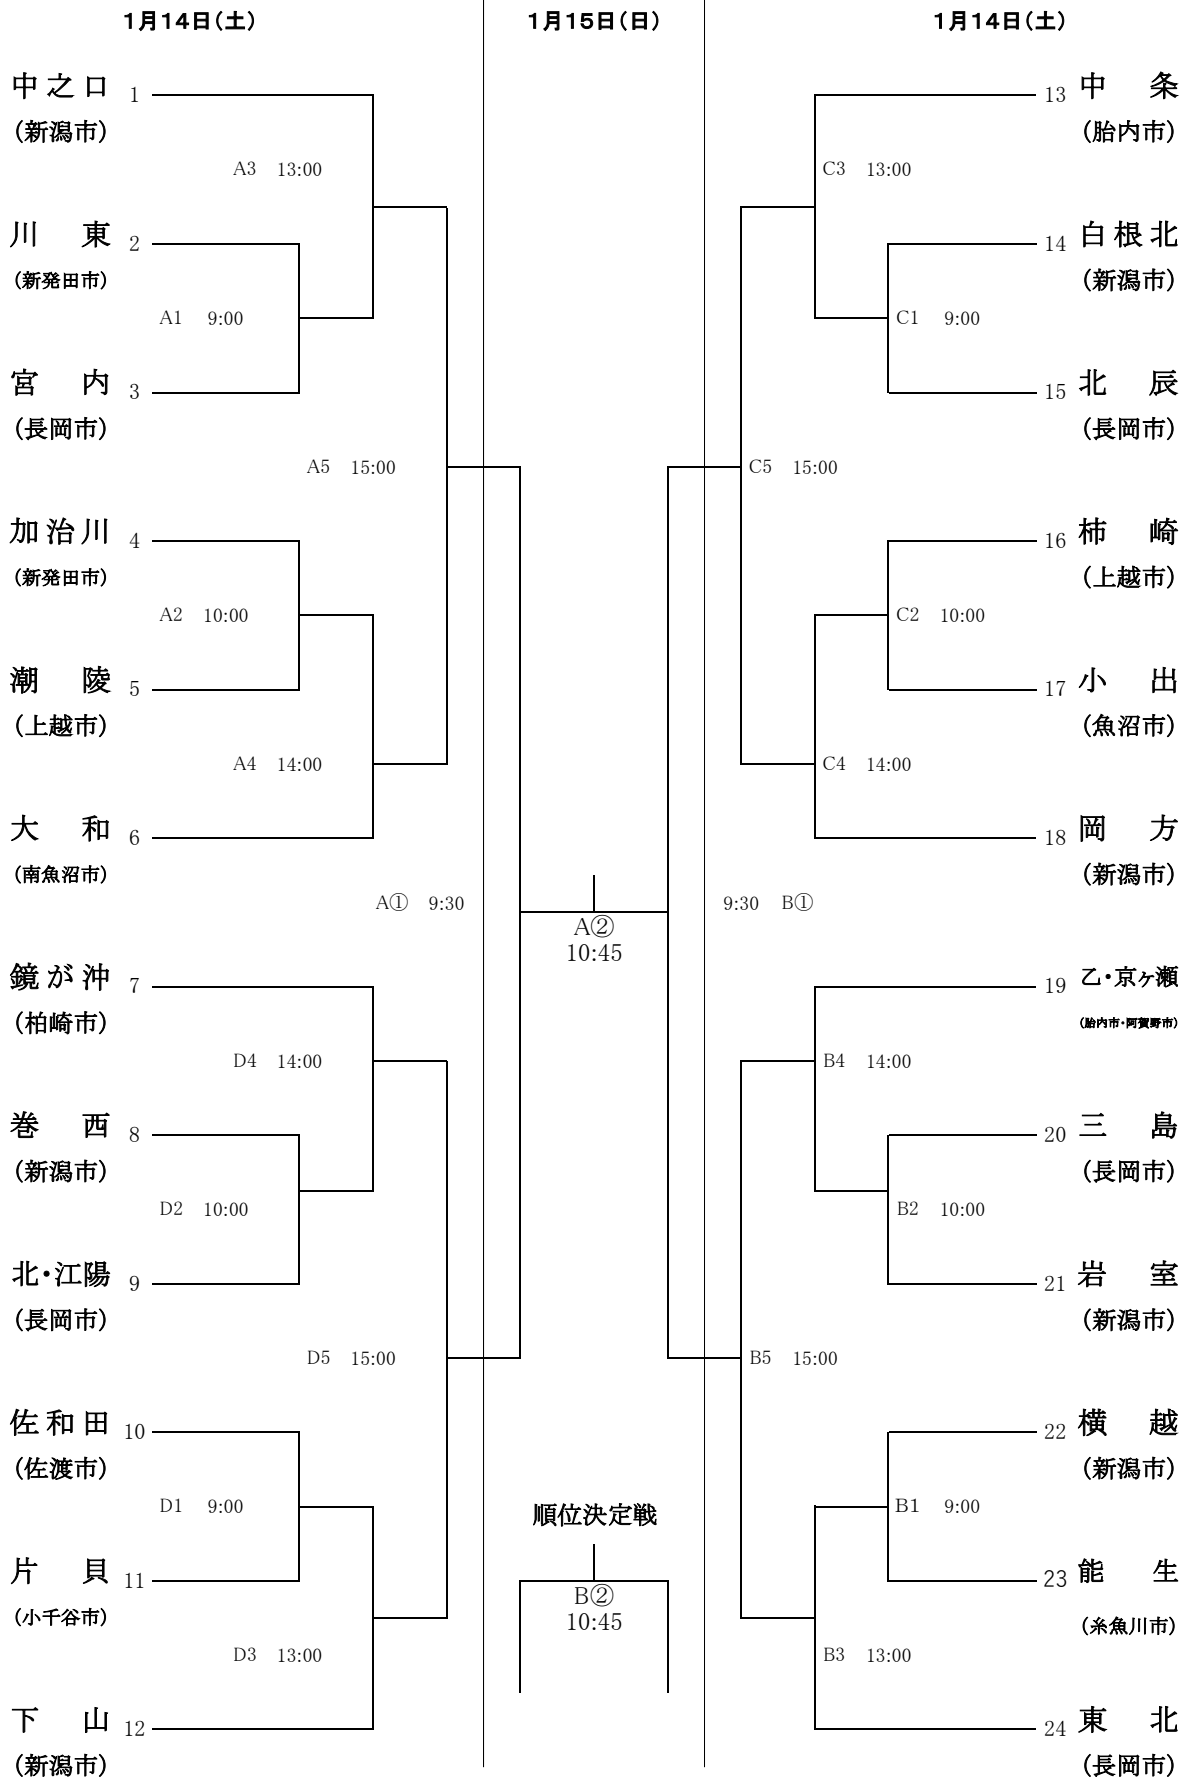 1月14日(土)
1月15日(日)
1月14日(土)
中之口 1
(新潟市)
A3 13:00
川 東 2
(新発田市)
A1 9:00
宮 内 3
(長岡市)
A5 15:00
加治川 4
(新発田市)
A2 10:00
潮 陵 5
(上越市)
A4 14:00
大 和 6
(南魚沼市)
A① 9:30
鏡が沖 7
(柏崎市)
D4 14:00
巻 西 8
(新潟市)
D2 10:00
北・江陽 9
(長岡市)
D5 15:00
佐和田 10
(佐渡市)
D1 9:00
片 貝 11
(小千谷市)
D3 13:00
下 山 12
(新潟市)
A②
10:45
順位決定戦
B②
10:45
13 中 条
(胎内市)
C3 13:00
14 白根北
(新潟市)
C1 9:00
15 北 辰
(長岡市)
C5 15:00
16 柿 崎
(上越市)
C2 10:00
17 小 出
(魚沼市)
C4 14:00
18 岡 方
(新潟市)
9:30 B①
19 乙・京ヶ瀬
(胎内市・阿賀野市)
B4 14:00
20 三 島
(長岡市)
B2 10:00
21 岩 室
(新潟市)
B5 15:00
22 横 越
(新潟市)
B1 9:00
23 能 生
(糸魚川市)
B3 13:00
24 東 北
(長岡市)